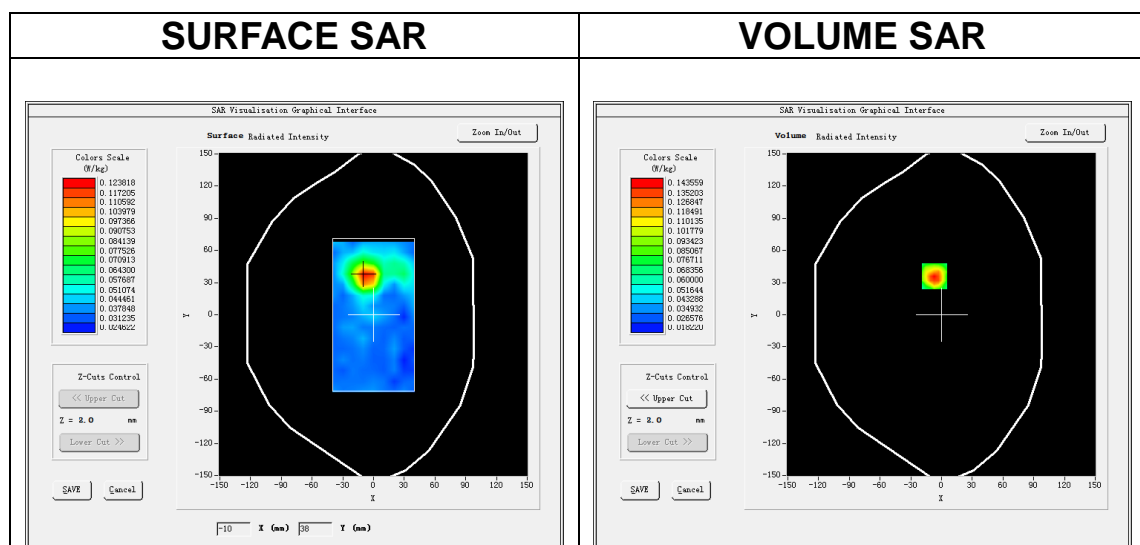 SURFACE SAR
VOLUME SAR
SAR Visualisation Graphical Interface
Surface Radiated Intensity
Zoom In/Out
Colors Scale
(W/kg)
0.123818
0.117205
0.110592
0.103979
0.097366
0.090753
0.084139
0.077526
0.070913
0.064300
0.057687
0.051074
0.044461
0.037848
0.031235
0.024622
150
120
90
60
30
0
-30
-60
-90
-120
-150
Y
-150 -120 -90 -60 -30 0 30 60 90 120 150
X
Z-Cuts Control
<< Upper Cut
Z = 2.0 mm
Lower Cut >>
SAVE Cancel
-10 X (mm) 38 Y (mm)
SAR Visualisation Graphical Interface
Volume Radiated Intensity
Zoom In/Out
Colors Scale
(W/kg)
0.143559
0.135203
0.126847
0.118491
0.110135
0.101779
0.093423
0.085067
0.076711
0.068356
0.060000
0.051644
0.043288
0.034932
0.026576
0.018220
150
120
90
60
30
0
-30
-60
-90
-120
-150
Y
-150 -120 -90 -60 -30 0 30 60 90 120 150
X
Z-Cuts Control
<< Upper Cut
Z = 2.0 mm
Lower Cut >>
SAVE Cancel